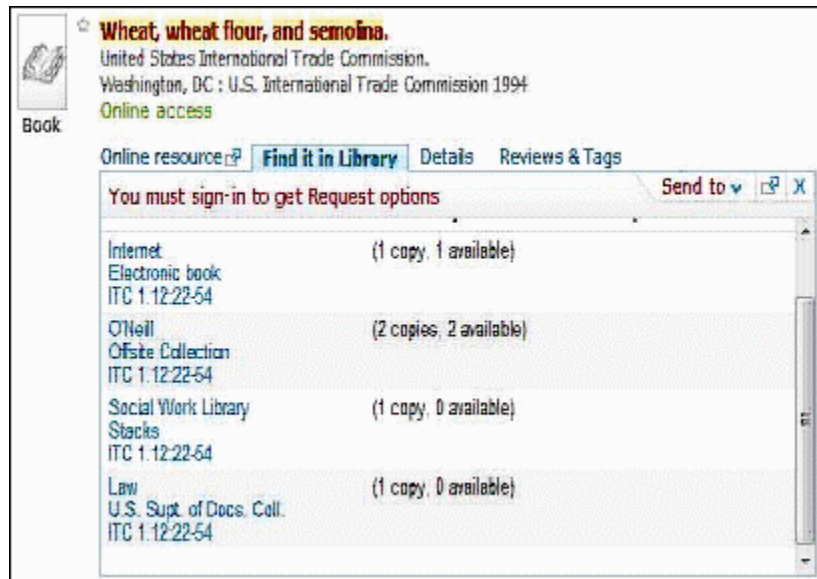 Wheat, wheat flour, and semolina.
United States International Trade Commission.
Washington, DC : U.S. International Trade Commission 1994
Online access
Book
Online resource Find it in Library Details Reviews & Tags
You must sign-in to get Request options Send to
Internet (1 copy, 1 available)
Electronic book
ITC 1.12:22-54
O'Neill (2 copies, 2 available)
Offsite Collection
ITC 1.12:22-54
Social Work Library (1 copy, 0 available)
Stacks
ITC 1.12:22-54
Law (1 copy, 0 available)
U.S. Supt. of Docs. Coll.
ITC 1.12:22-54